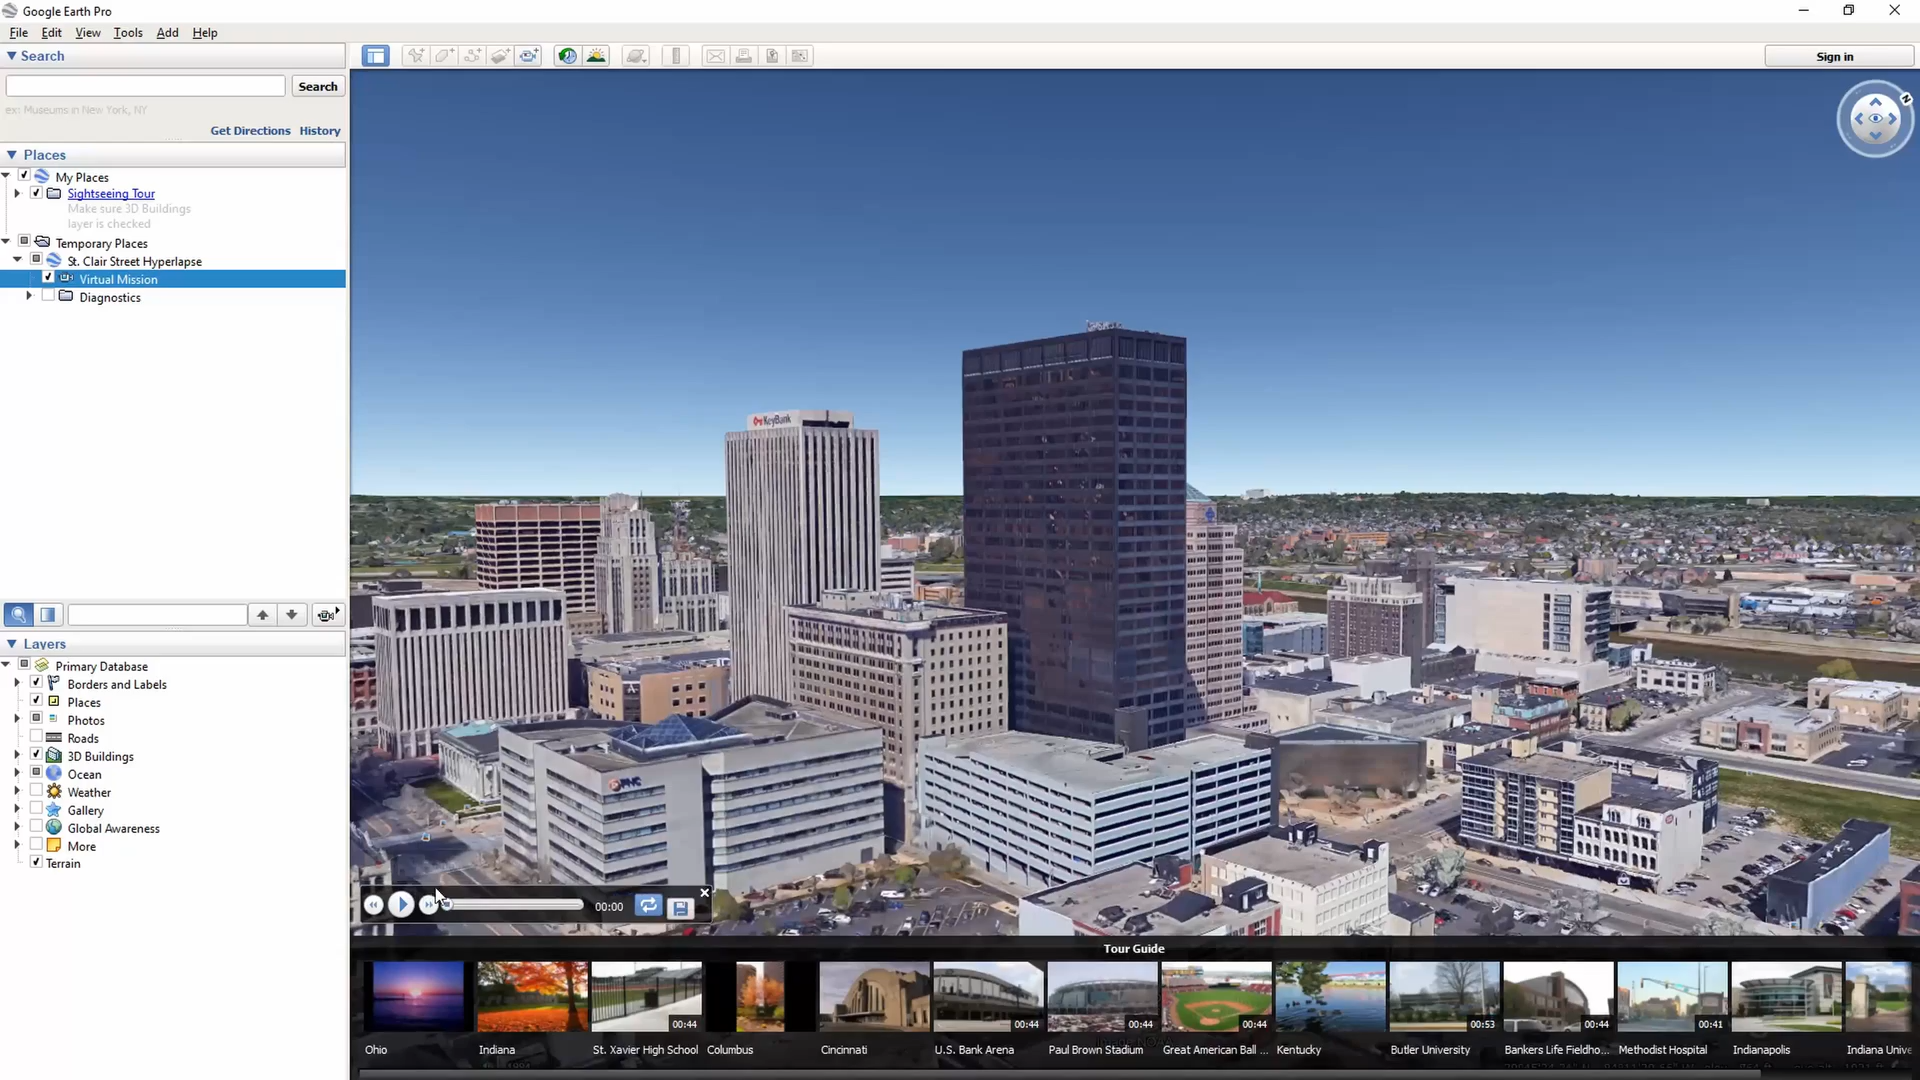 Google Earth Pro
File Edit View Tools Add Help
Search
Search
ex: Museums in New York, NY
Get Directions History
Places
My Places
Sightseeing Tour
Make sure 3D Buildings
layer is checked
Temporary Places
St. Clair Street Hyperlapse
Virtual Mission
Diagnostics
Layers
Primary Database
Borders and Labels
Places
Photos
Roads
3D Buildings
Ocean
Weather
Gallery
Global Awareness
More
Terrain
Sign in
N
KeyBank
PNC
00:00
Tour Guide
00:44 00:44 00:44 00:44 00:53 00:44 00:41
Ohio Indiana St. Xavier High School Columbus Cincinnati U.S. Bank Arena Paul Brown Stadium Great American Ball ... Kentucky Butler University Bankers Life Fieldho... Methodist Hospital Indianapolis Indiana Unive